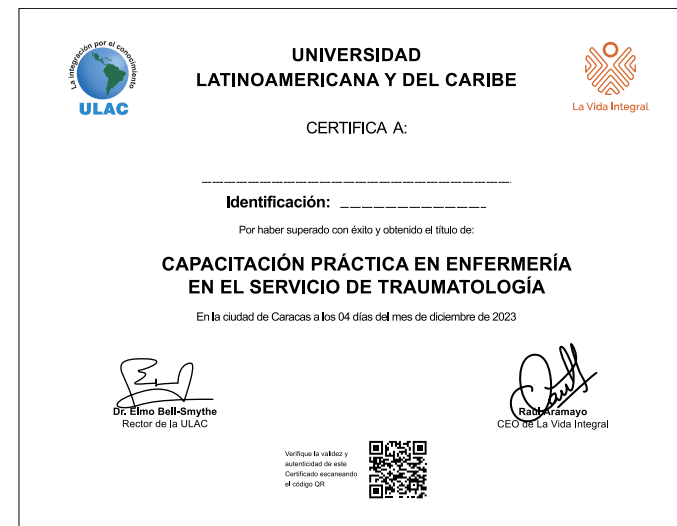 La integración por el conocimiento
ULAC
UNIVERSIDAD
LATINOAMERICANA Y DEL CARIBE
La Vida Integral
CERTIFICA A:
Identificación:
Por haber superado con éxito y obtenido el título de:
CAPACITACIÓN PRÁCTICA EN ENFERMERÍA
EN EL SERVICIO DE TRAUMATOLOGÍA
En la ciudad de Caracas a los 04 días del mes de diciembre de 2023
Dr. Elmo Bell-Smythe
Rector de la ULAC
Raúl Aramayo
CEO de La Vida Integral
Verifique la validez y
autenticidad de este
Certificado escaneando
el código QR